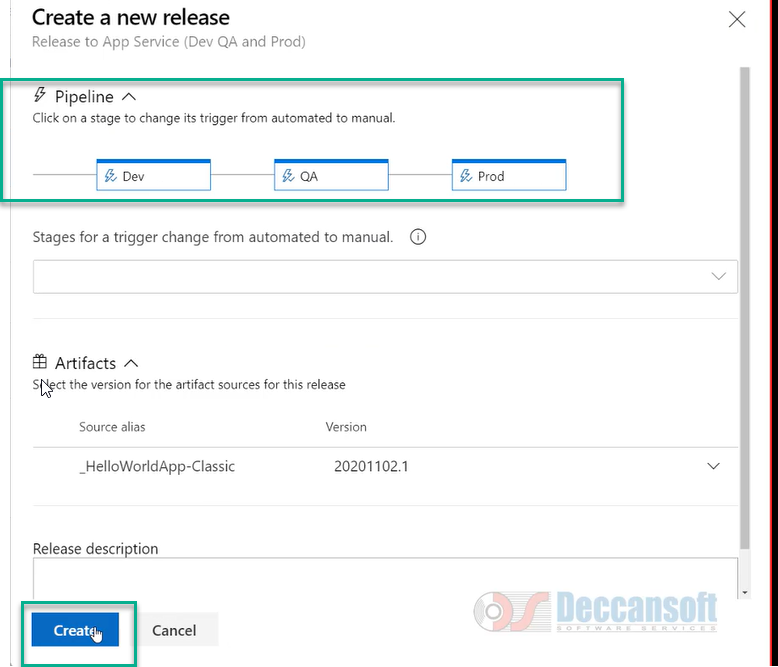 Create a new release
Release to App Service (Dev QA and Prod)
Pipeline
Click on a stage to change its trigger from automated to manual.
Dev QA Prod
Stages for a trigger change from automated to manual.
Artifacts
Select the version for the artifact sources for this release
Source alias Version
_HelloWorldApp-Classic 20201102.1
Release description
Create Cancel
DS Deccansoft
SOFTWARE SERVICES